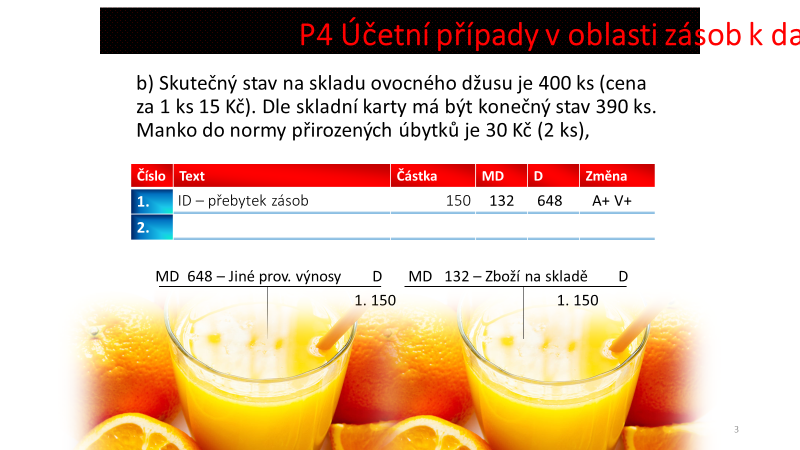 P4 Účetní případy v oblasti zásob k da
b) Skutečný stav na skladu ovocného džusu je 400 ks (cena
za 1 ks 15 Kč). Dle skladní karty má být konečný stav 390 ks.
Manko do normy přirozených úbytků je 30 Kč (2 ks),
Číslo Text Částka MD D Změna
1. ID – přebytek zásob 150 132 648 A+ V+
2.
MD 648 – Jiné prov. výnosy D MD 132 – Zboží na skladě D
1. 150 1. 150
3